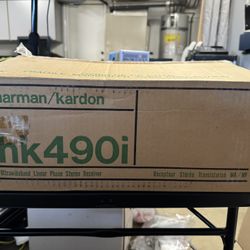 harman/kardon
hk490i
Ultrawideband Linear Phase Stereo Receiver